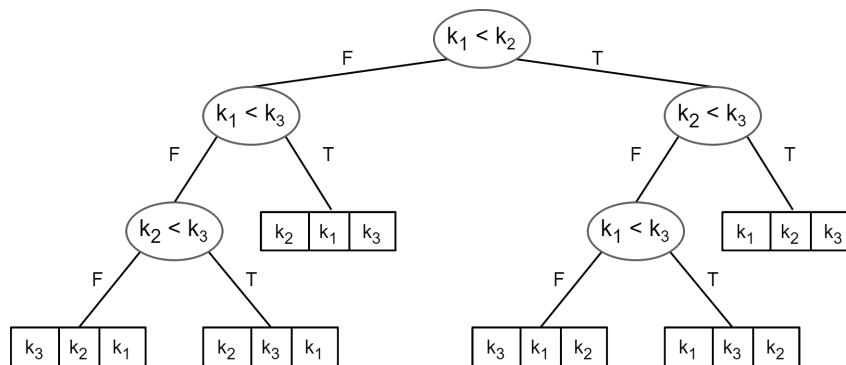 k₁ < k₂
F T
k₁ < k₃ k₂ < k₃
F T F T
k₂ < k₃ k₂ k₁ k₃ k₁ < k₃ k₁ k₂ k₃
F T F T
k₃ k₂ k₁ k₂ k₃ k₁ k₃ k₁ k₂ k₁ k₃ k₂